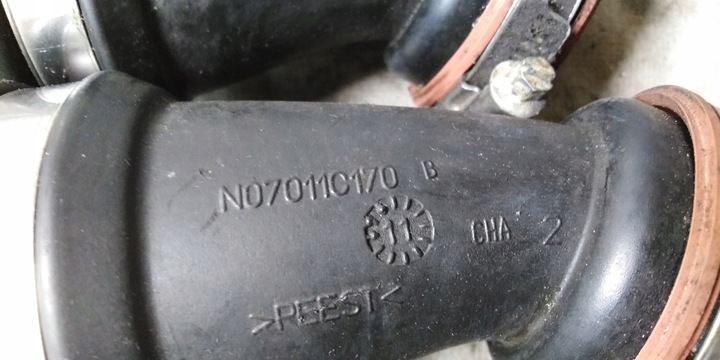 N07011C170 B
11
CHA 2
>PEEST<